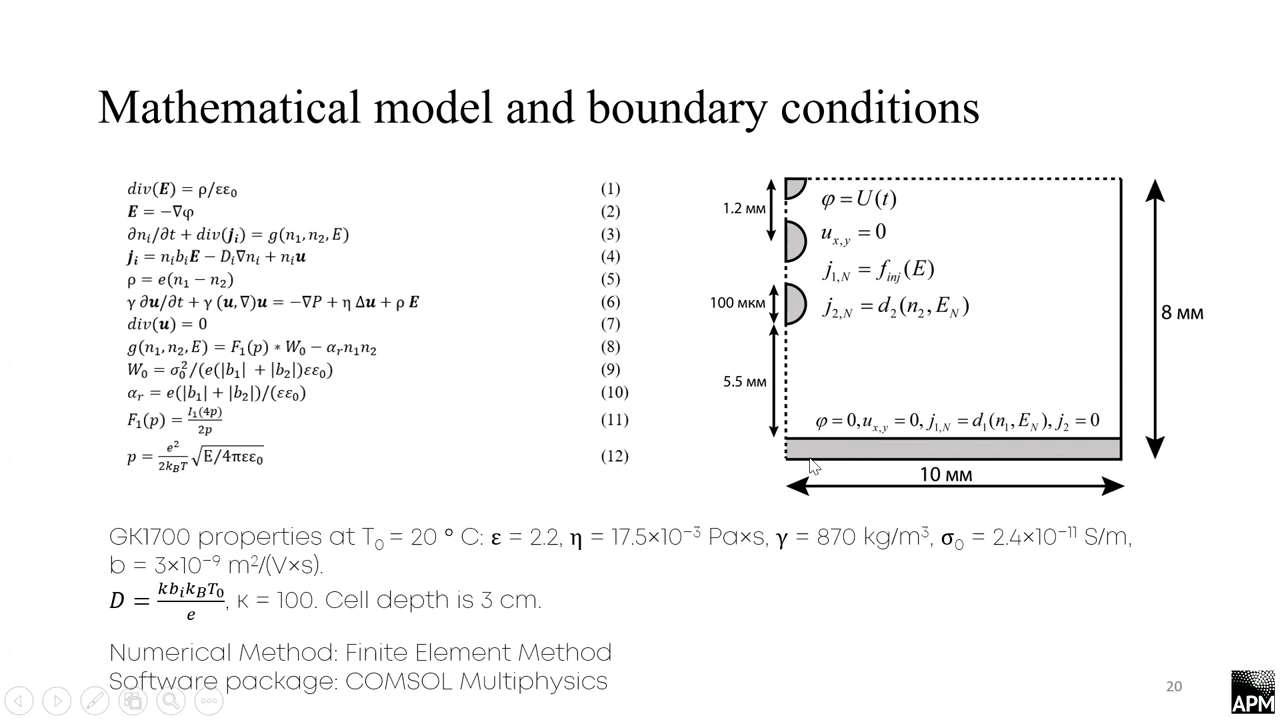 Mathematical model and boundary conditions
div(𝑬) = ρ/εε₀ (1)
𝑬 = −∇φ (2)
∂nᵢ/∂t + div(𝒋ᵢ) = g(n₁, n₂, E) (3)
𝒋ᵢ = nᵢbᵢ𝑬 − Dᵢ∇nᵢ + nᵢ𝒖 (4)
ρ = e(n₁ − n₂) (5)
γ ∂𝒖/∂t + γ (𝒖, ∇)𝒖 = −∇P + η Δ𝒖 + ρ 𝑬 (6)
div(𝒖) = 0 (7)
g(n₁, n₂, E) = F₁(p) * W₀ − αᵣn₁n₂ (8)
W₀ = σ₀²/(e(|b₁| + |b₂|)εε₀) (9)
αᵣ = e(|b₁| + |b₂|)/(εε₀) (10)
F₁(p) = I₁(4p)/2p (11)
p = e²/2k_BT √E/4πεε₀ (12)
1.2 мм
φ = U(t)
u_{x,y} = 0
j_{1,N} = f_{inj}(E)
100 мкм
j_{2,N} = d₂(n₂, E_N)
8 мм
5.5 мм
φ = 0, u_{x,y} = 0, j_{1,N} = d₁(n₁, E_N), j₂ = 0
10 мм
GK1700 properties at T₀ = 20 ° C: ε = 2.2, η = 17.5×10⁻³ Pa×s, γ = 870 kg/m³, σ₀ = 2.4×10⁻¹¹ S/m,
b = 3×10⁻⁹ m²/(V×s).
D = kbᵢk_BT₀/e, κ = 100. Cell depth is 3 cm.
Numerical Method: Finite Element Method
Software package: COMSOL Multiphysics
20
APM